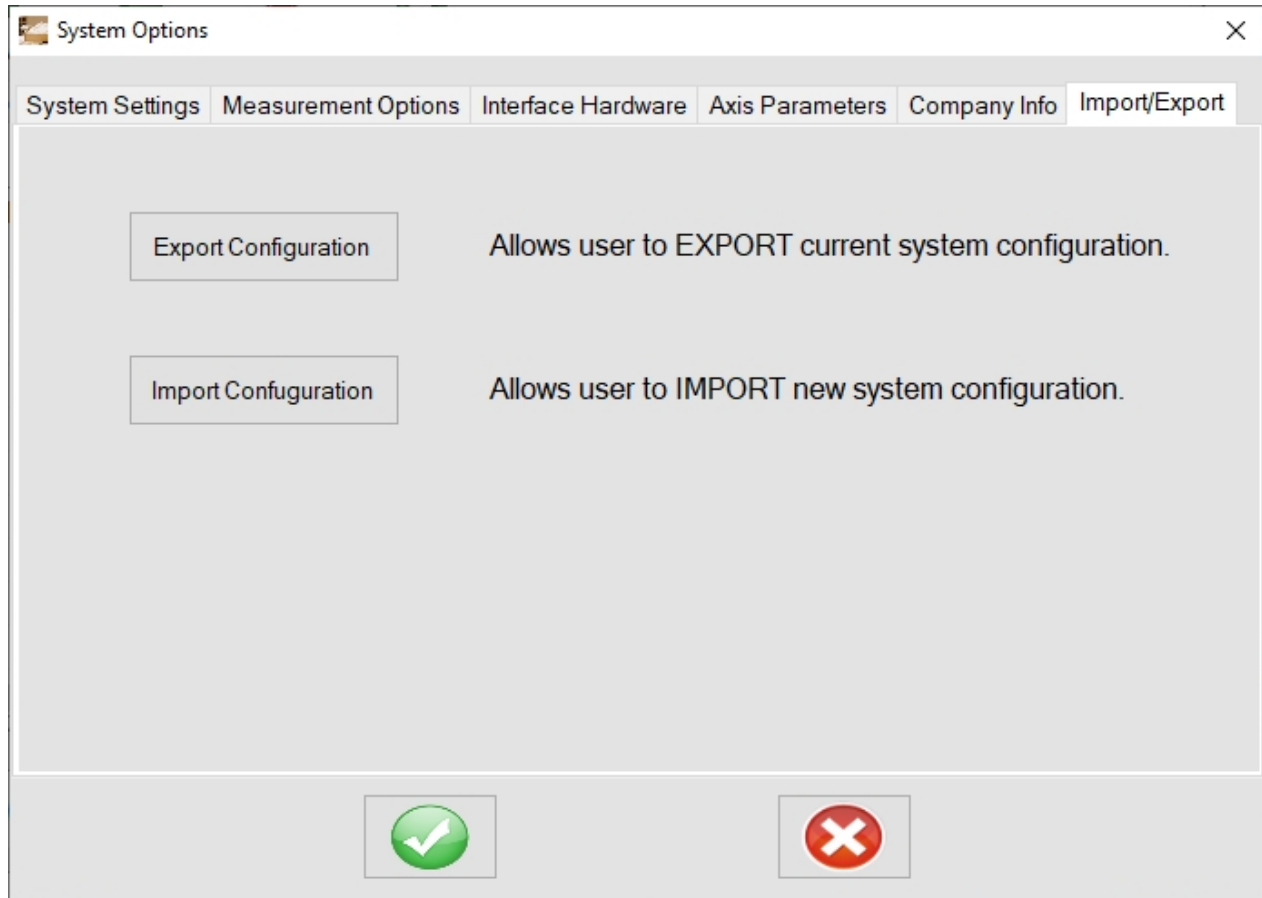 System Options
System Settings Measurement Options Interface Hardware Axis Parameters Company Info Import/Export
Export Configuration Allows user to EXPORT current system configuration.
Import Confuguration Allows user to IMPORT new system configuration.